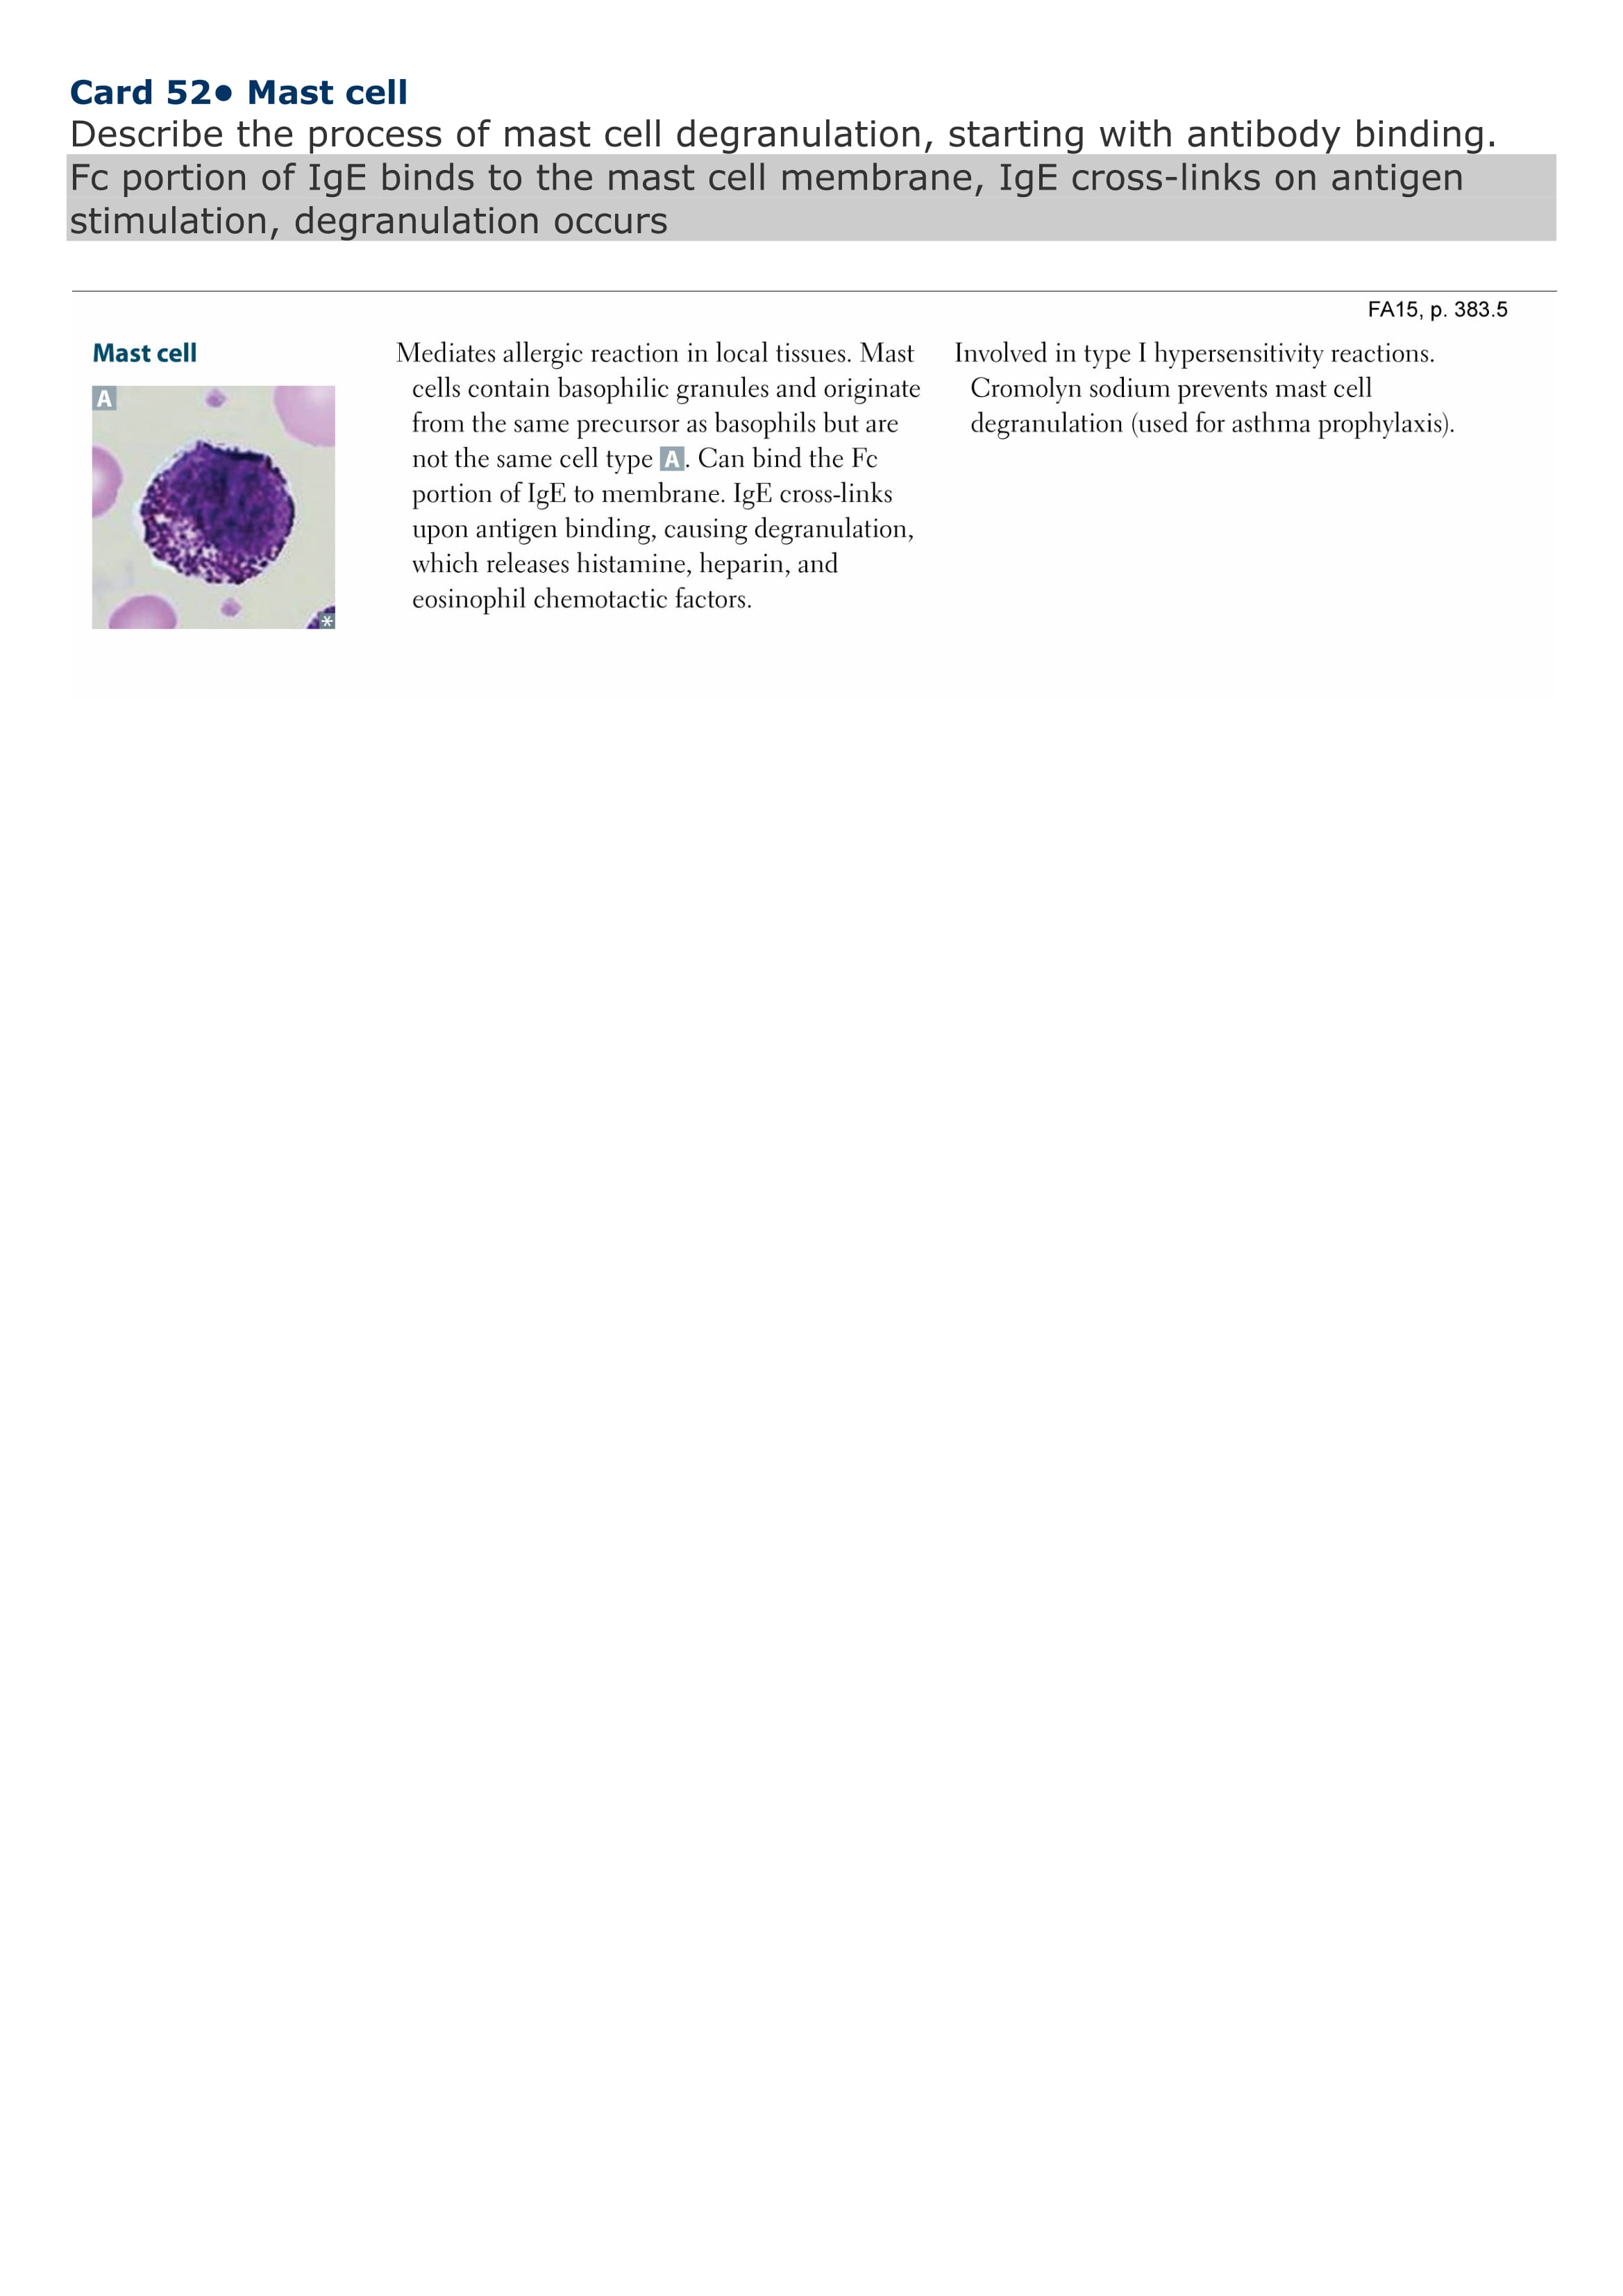 Card 52● Mast cell
Describe the process of mast cell degranulation, starting with antibody binding.
Fc portion of IgE binds to the mast cell membrane, IgE cross-links on antigen
stimulation, degranulation occurs
FA15, p. 383.5
Mast cell
A
*
Mediates allergic reaction in local tissues. Mast
cells contain basophilic granules and originate
from the same precursor as basophils but are
not the same cell type A. Can bind the Fc
portion of IgE to membrane. IgE cross-links
upon antigen binding, causing degranulation,
which releases histamine, heparin, and
eosinophil chemotactic factors.
Involved in type I hypersensitivity reactions.
Cromolyn sodium prevents mast cell
degranulation (used for asthma prophylaxis).